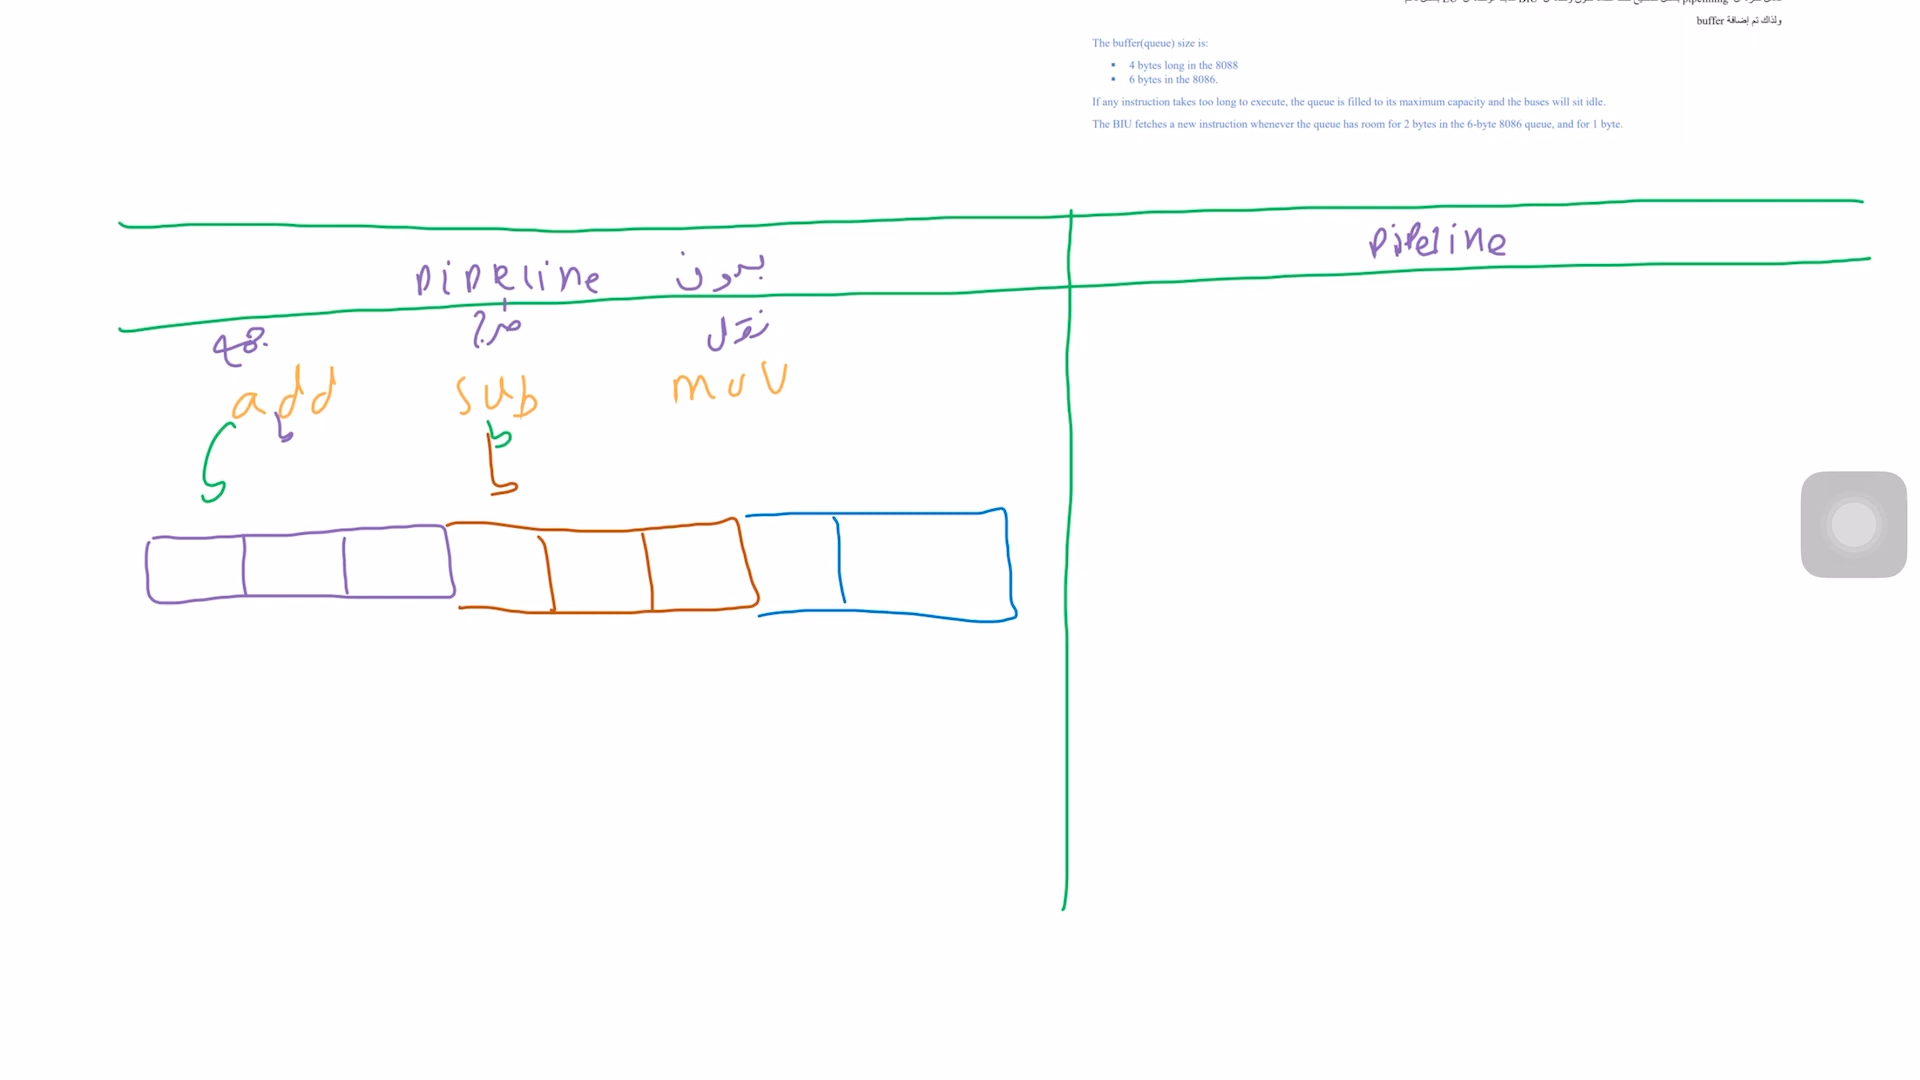 ولذاك تم إضافة buffer
The buffer(queue) size is:
▪ 4 bytes long in the 8088
▪ 6 bytes in the 8086.
If any instruction takes too long to execute, the queue is filled to its maximum capacity and the buses will sit idle.
The BIU fetches a new instruction whenever the queue has room for 2 bytes in the 6-byte 8086 queue, and for 1 byte.
بدون pipeline
pipeline
نقل
add sub mov